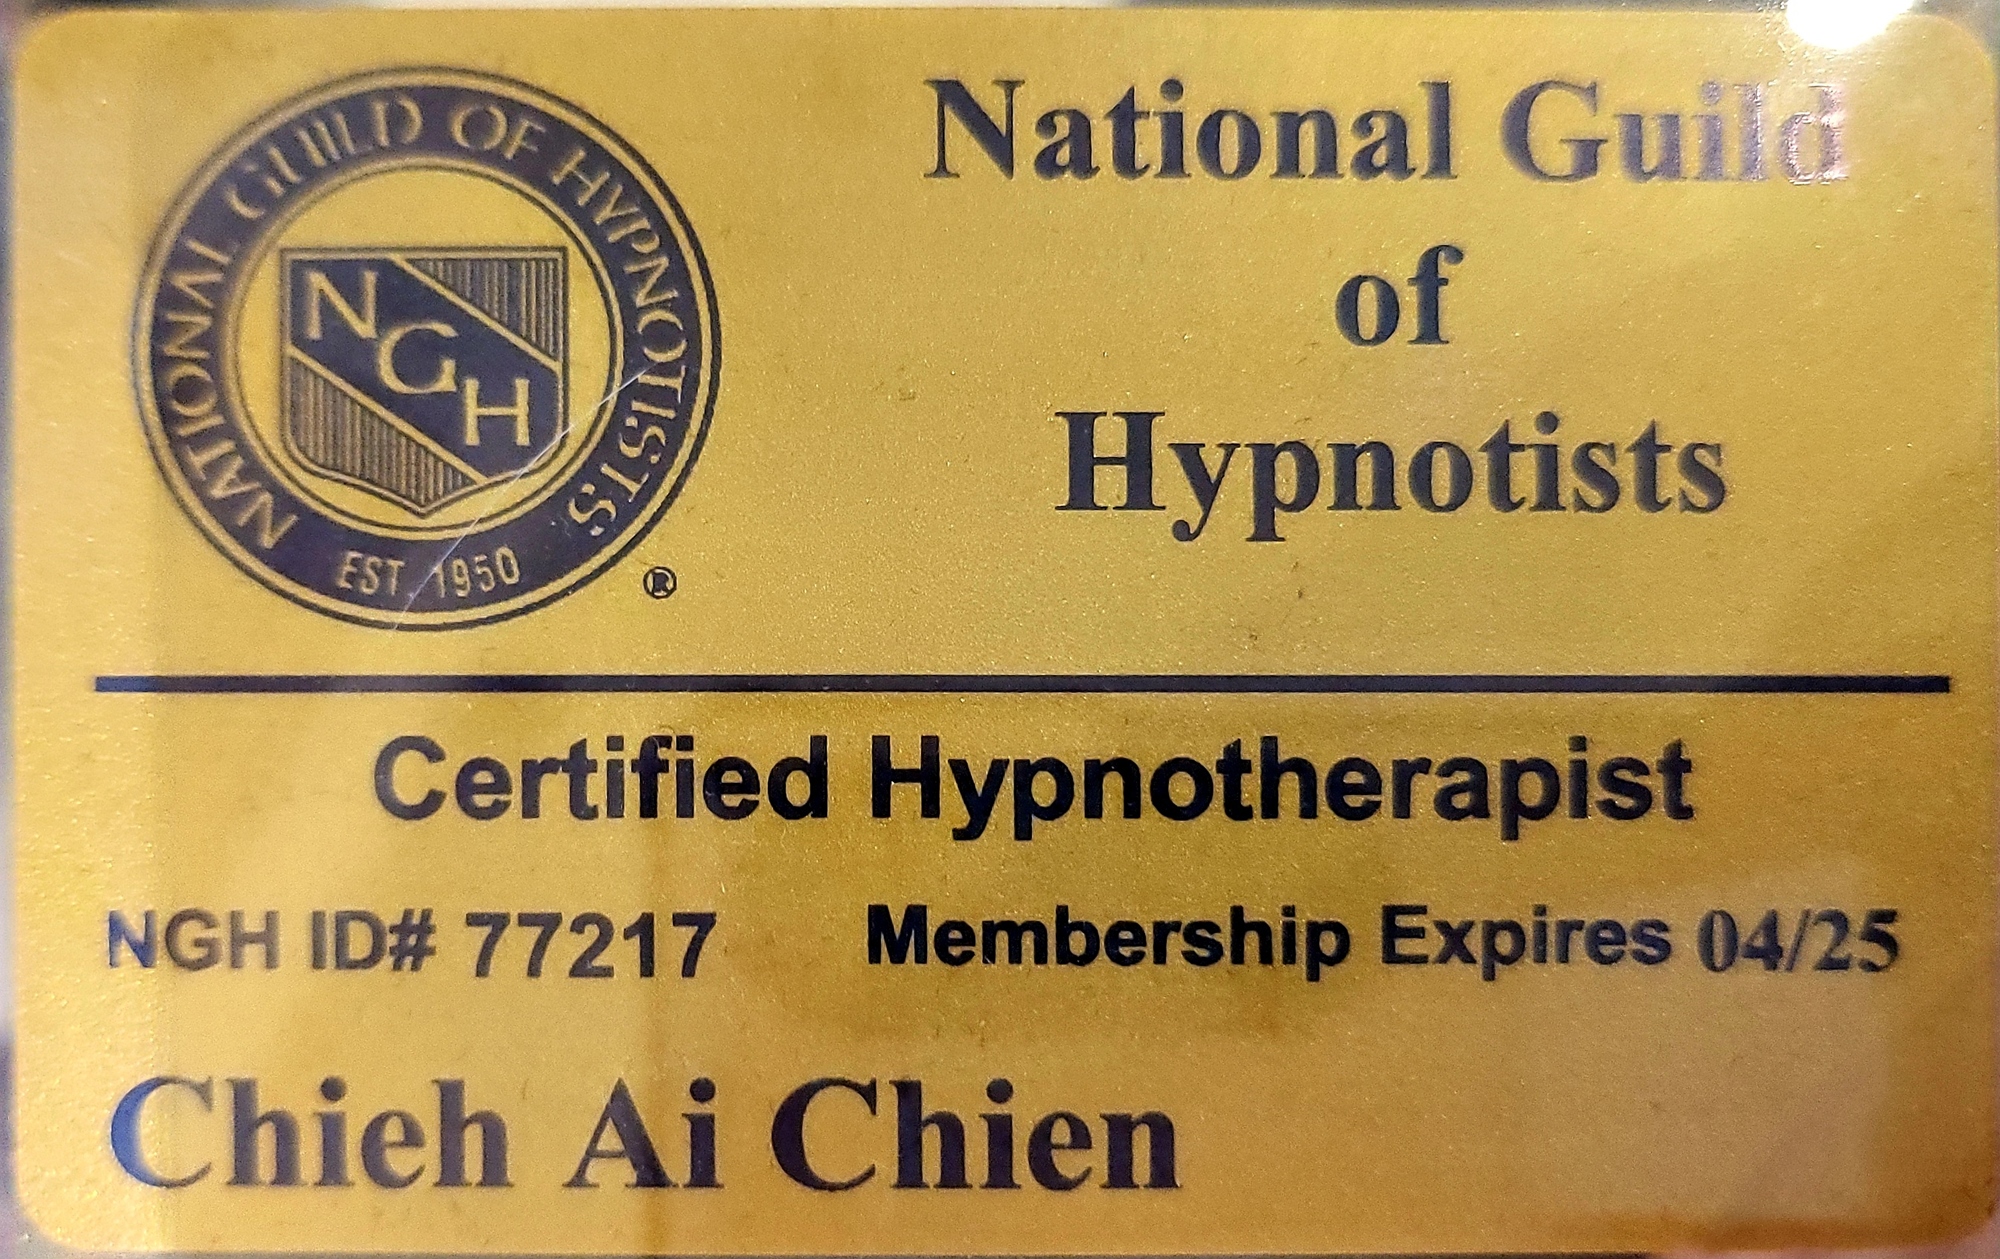 NATIONAL GUILD OF HYPNOTISTS
NGH
EST. 1950
®
National Guild
of
Hypnotists
Certified Hypnotherapist
NGH ID# 77217 Membership Expires 04/25
Chieh Ai Chien